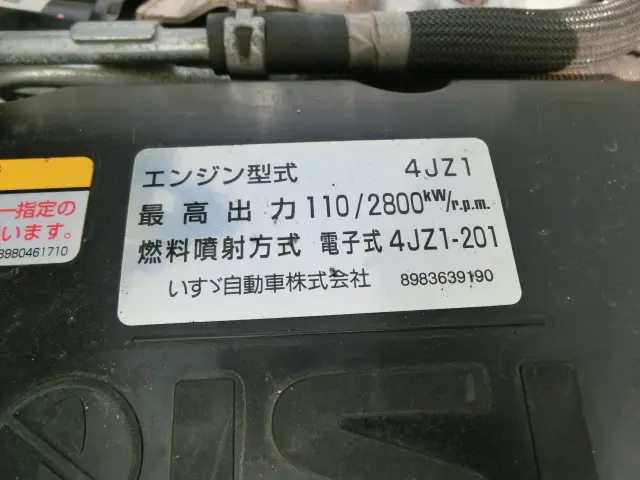 エンジン型式 4JZ1
最高出力 110/2800kW/r.p.m.
燃料噴射方式 電子式 4JZ1-201
いすゞ自動車株式会社 8983639190
一指定の
います。
8980461710